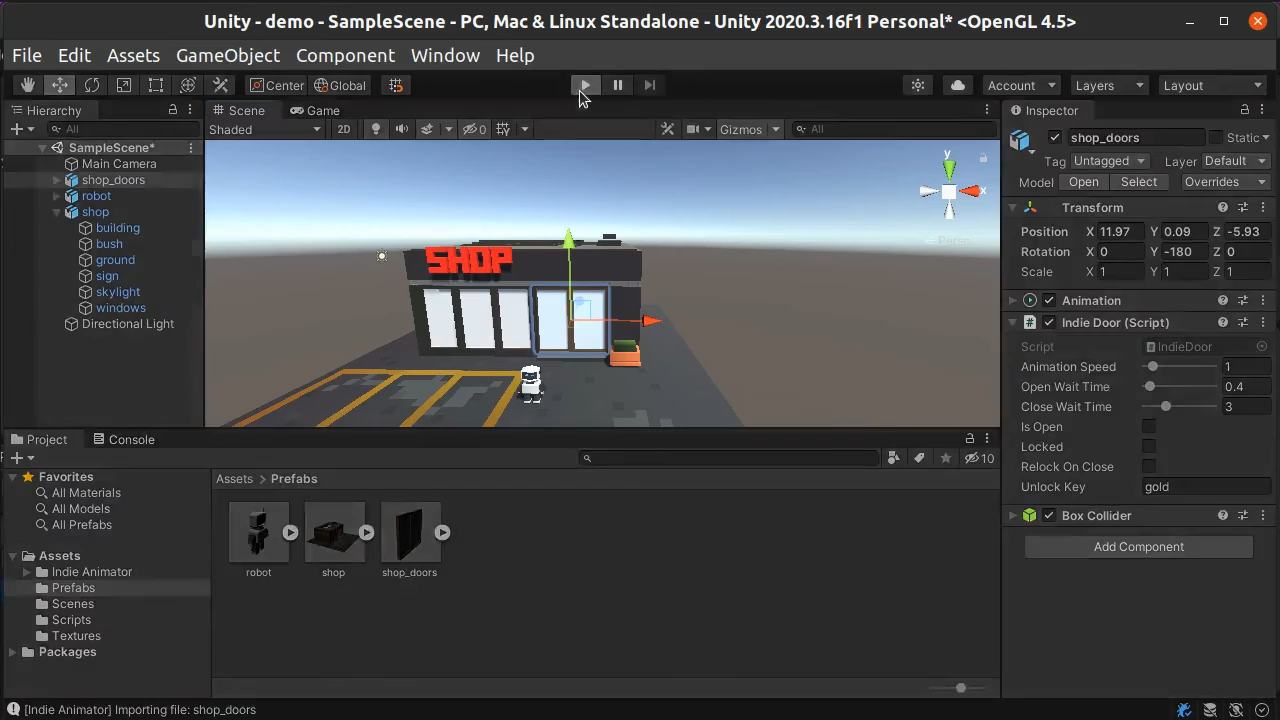 Unity - demo - SampleScene - PC, Mac & Linux Standalone - Unity 2020.3.16f1 Personal* <OpenGL 4.5>
File Edit Assets GameObject Component Window Help
Center Global Account Layers Layout
Hierarchy
All
SampleScene*
Main Camera
shop_doors
robot
shop
building
bush
ground
sign
skylight
windows
Directional Light
Scene Game
Shaded 2D 0 Gizmos All
y
x
Persp
SHOP
Inspector
shop_doors Static
Tag Untagged Layer Default
Model Open Select Overrides
Transform
Position X 11.97 Y 0.09 Z -5.93
Rotation X 0 Y -180 Z 0
Scale X 1 Y 1 Z 1
Animation
Indie Door (Script)
Script IndieDoor
Animation Speed 1
Open Wait Time 0.4
Close Wait Time 3
Is Open
Locked
Relock On Close
Unlock Key gold
Box Collider
Add Component
Project Console
10
Favorites
All Materials
All Models
All Prefabs
Assets
Indie Animator
Prefabs
Scenes
Scripts
Textures
Packages
Assets > Prefabs
robot shop shop_doors
[Indie Animator] Importing file: shop_doors